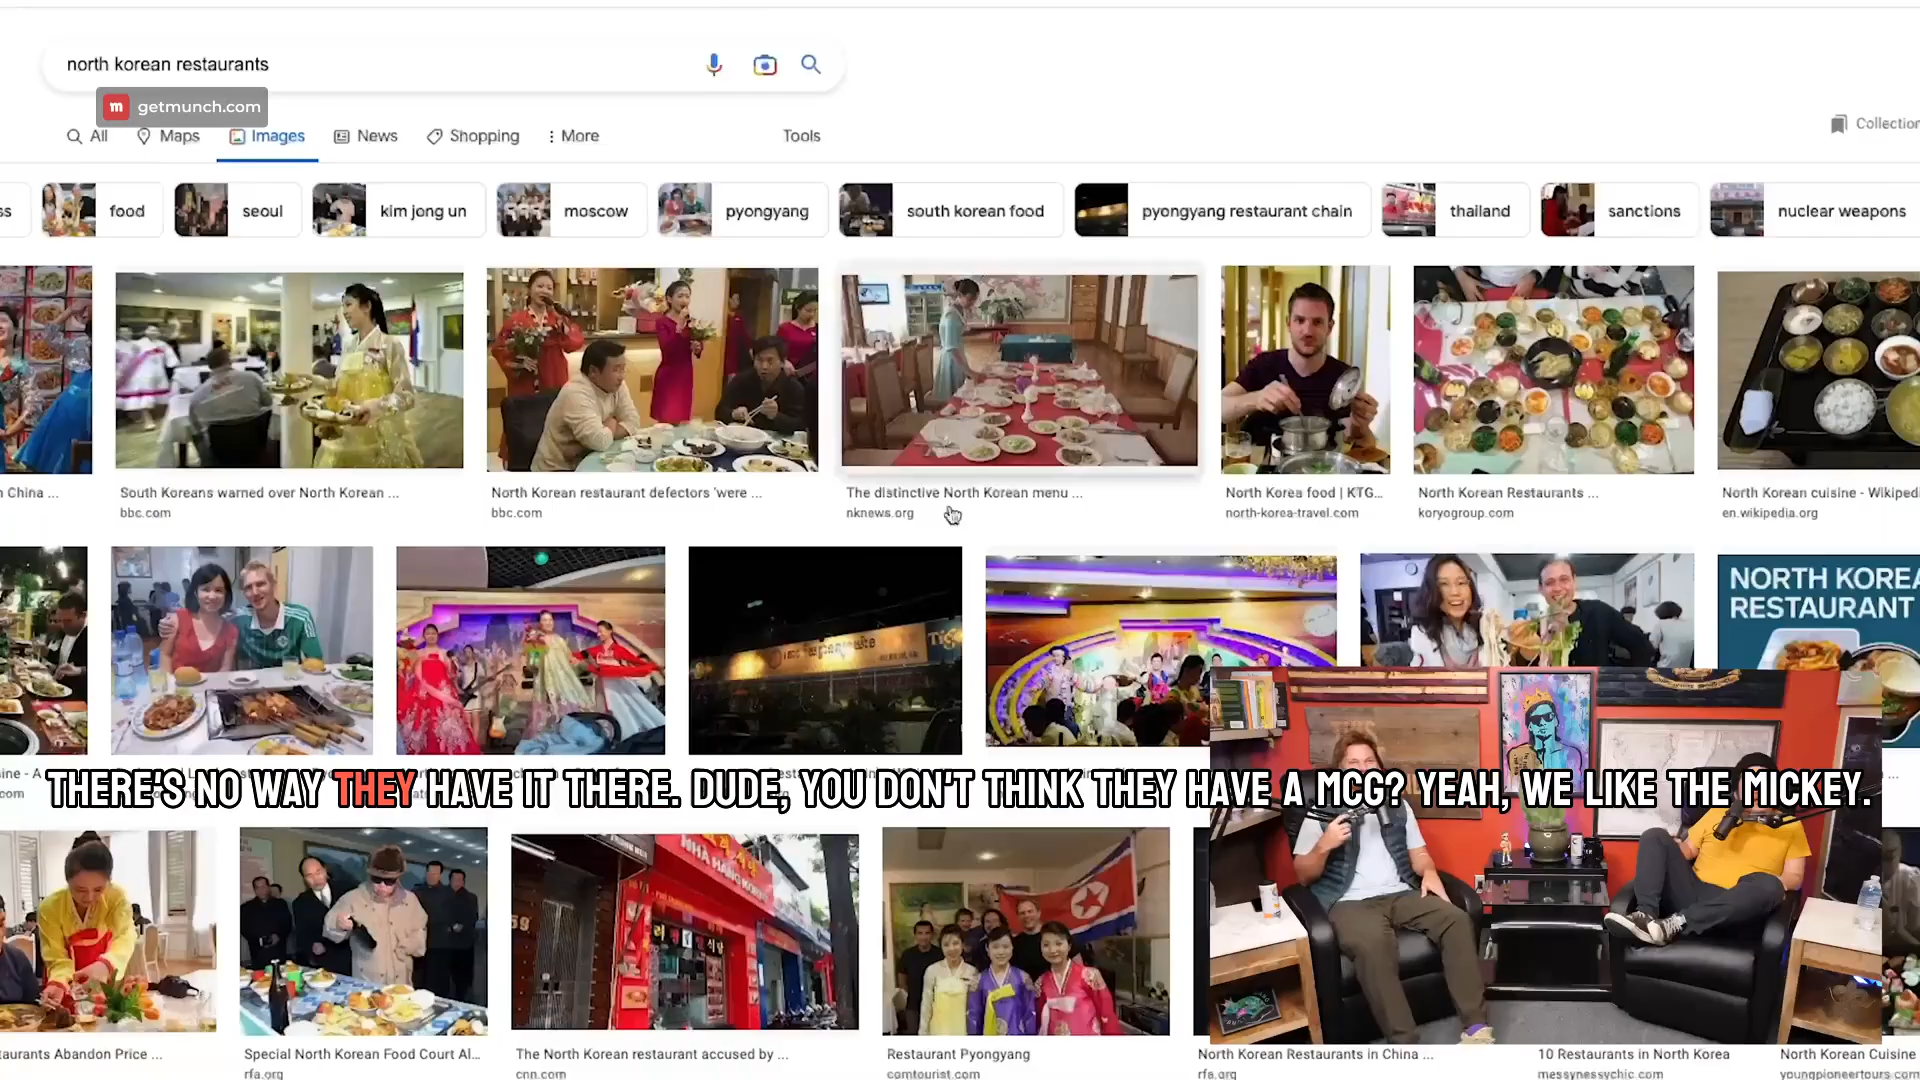 north korean restaurants
m getmunch.com
All Maps Images News Shopping More Tools
Collection
ss food seoul kim jong un moscow pyongyang south korean food pyongyang restaurant chain thailand sanctions nuclear weapons
n China ... South Koreans warned over North Korean ... North Korean restaurant defectors 'were ... The distinctive North Korean menu ... North Korea food | KTG... North Korean Restaurants ... North Korean cuisine - Wikipedi
bbc.com bbc.com nknews.org north-korea-travel.com koryogroup.com en.wikipedia.org
NORTH KOREA
RESTAURANT
THERE'S NO WAY THEY HAVE IT THERE. DUDE, YOU DON'T THINK THEY HAVE A MCG? YEAH, WE LIKE THE MICKEY.
NHÀ HÀNG
taurants Abandon Price ... Special North Korean Food Court Al... The North Korean restaurant accused by ... Restaurant Pyongyang North Korean Restaurants in China ... 10 Restaurants in North Korea North Korean Cuisine
rfa.org cnn.com comtourist.com rfa.org messynessychic.com youngpioneertours.com